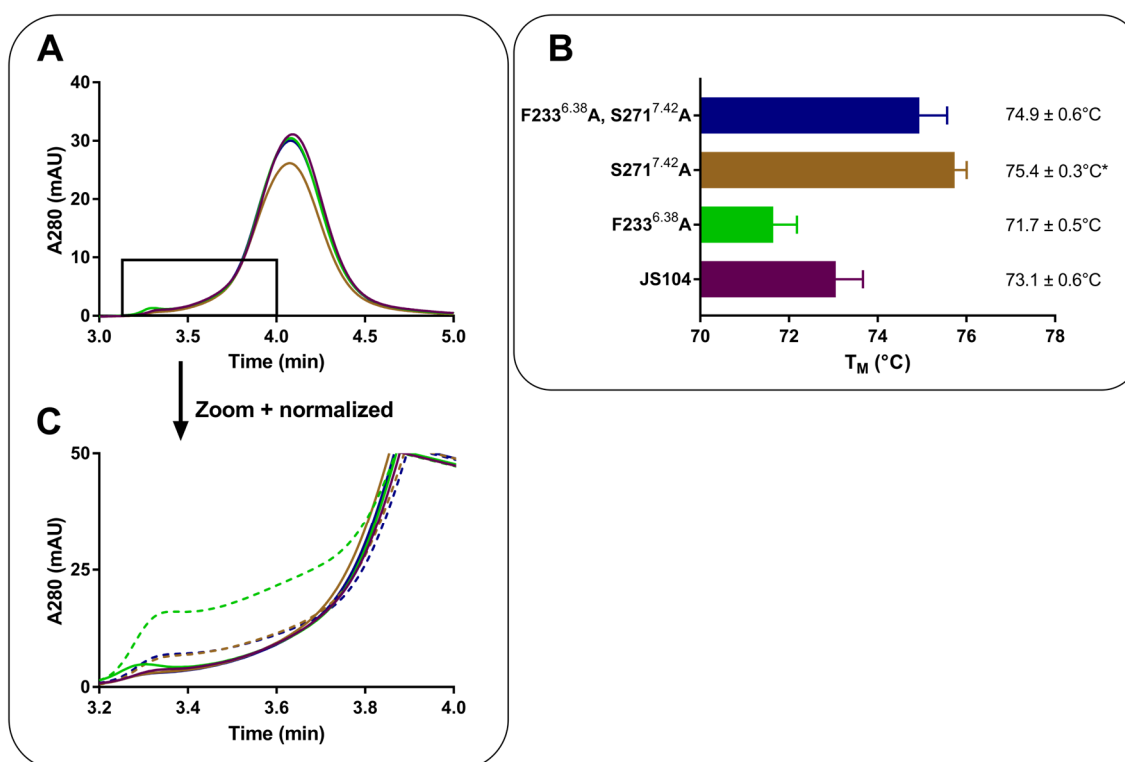 A
40
30
20
10
0
A280 (mAU)
3.0 3.5 4.0 4.5 5.0
Time (min)
Zoom + normalized
B
F233^6.38A, S271^7.42A 74.9 ± 0.6°C
S271^7.42A 75.4 ± 0.3°C*
F233^6.38A 71.7 ± 0.5°C
JS104 73.1 ± 0.6°C
70 72 74 76 78
T_M (°C)
C
50
25
0
A280 (mAU)
3.2 3.4 3.6 3.8 4.0
Time (min)